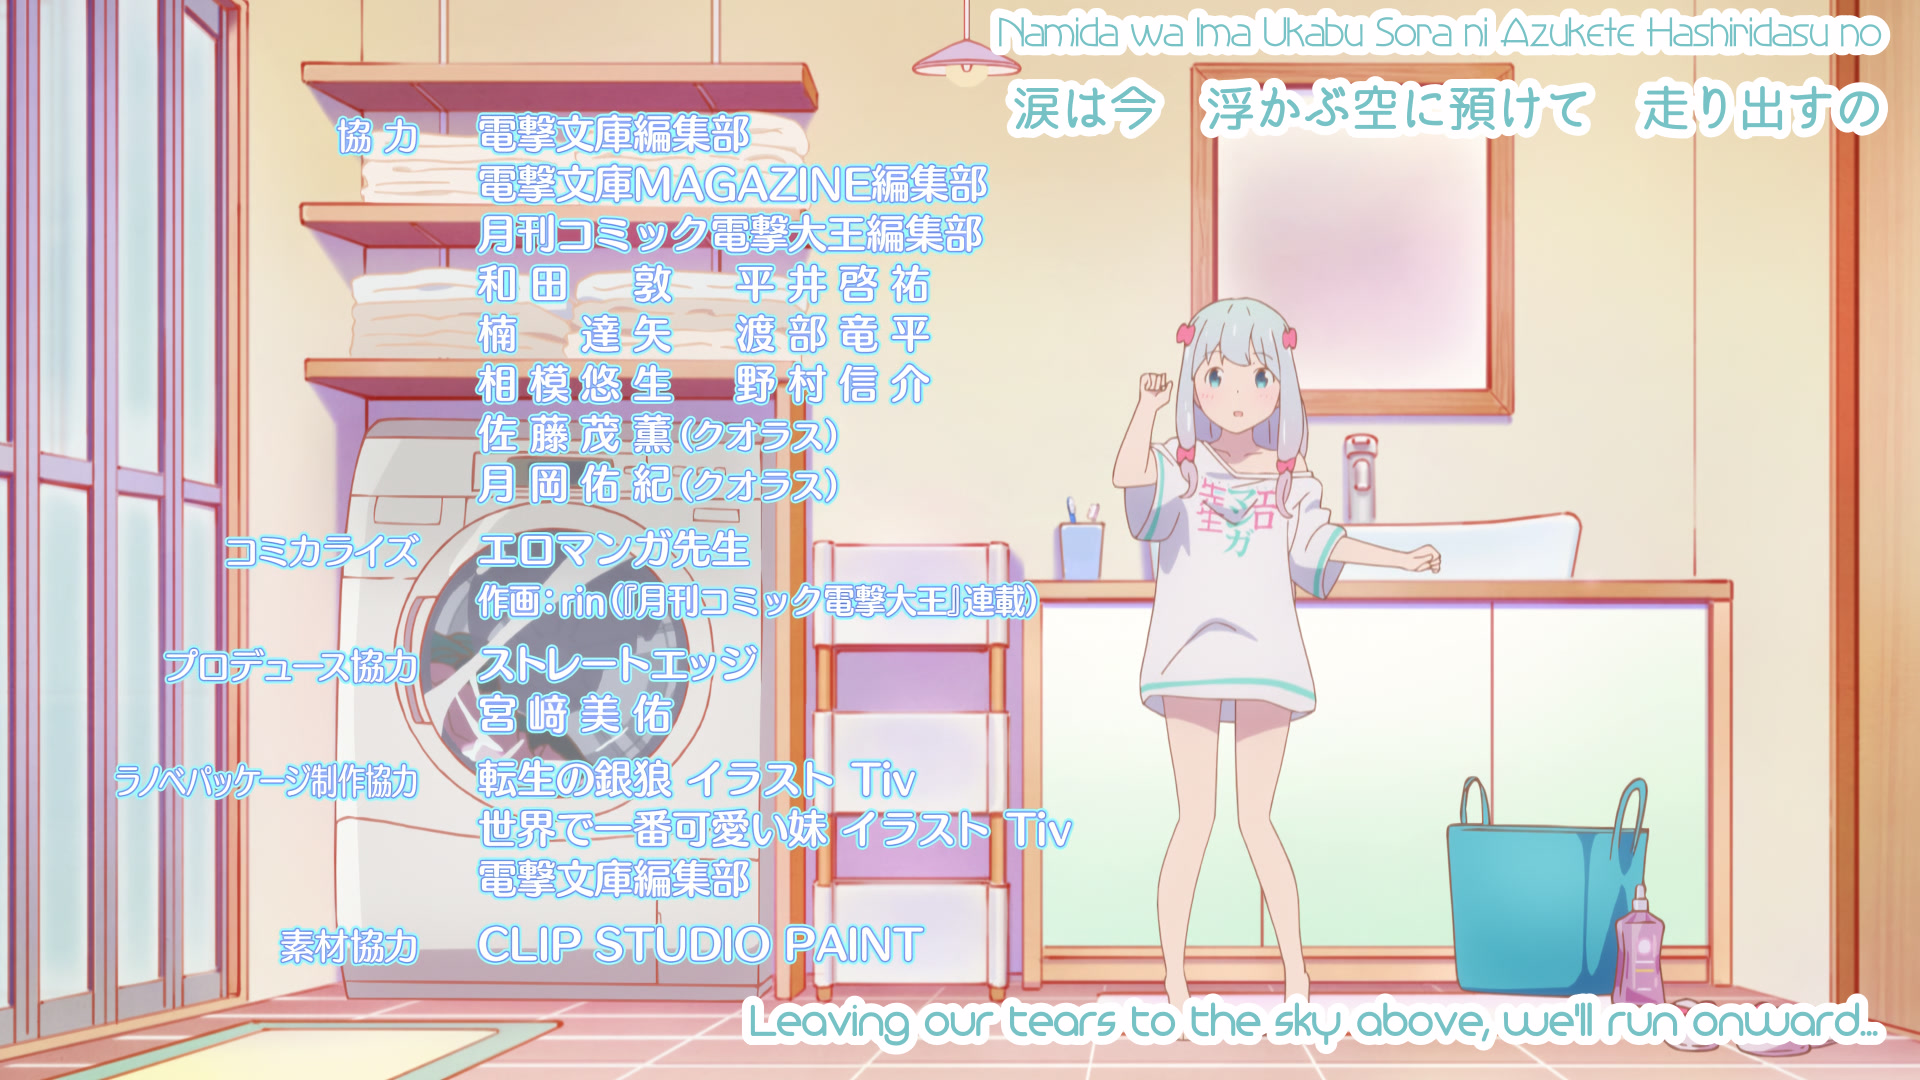 Namida wa Ima Ukabu Sora ni Azukete Hashiridasu no
涙は今　浮かぶ空に預けて　走り出すの
協 力　電撃文庫編集部
電撃文庫MAGAZINE編集部
月刊コミック電撃大王編集部
和 田　敦　平 井 啓 祐
楠　達 矢　渡 部 竜 平
相 模 悠 生　野 村 信 介
佐 藤 茂 薫（クオラス）
月 岡 佑 紀（クオラス）
コミカライズ　エロマンガ先生
作画：rin（『月刊コミック電撃大王』連載）
プロデュース協力　ストレートエッジ
宮 﨑 美 佑
ラノベパッケージ制作協力　転生の銀狼 イラスト Tiv
世界で一番可愛い妹 イラスト Tiv
電撃文庫編集部
素材協力　CLIP STUDIO PAINT
エロ
マンガ
先生
Leaving our tears to the sky above, we'll run onward...